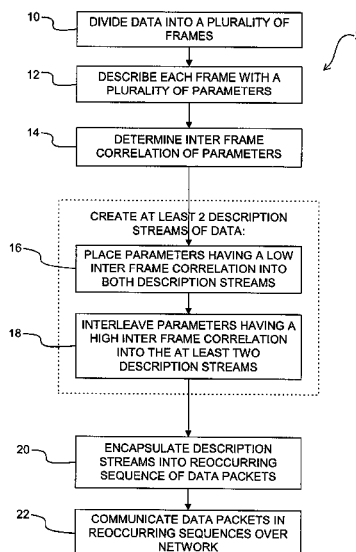 10
DIVIDE DATA INTO A PLURALITY OF
FRAMES
12
DESCRIBE EACH FRAME WITH A
PLURALITY OF PARAMETERS
14
DETERMINE INTER FRAME
CORRELATION OF PARAMETERS
CREATE AT LEAST 2 DESCRIPTION
STREAMS OF DATA:
16
PLACE PARAMETERS HAVING A LOW
INTER FRAME CORRELATION INTO
BOTH DESCRIPTION STREAMS
18
INTERLEAVE PARAMETERS HAVING A
HIGH INTER FRAME CORRELATION
INTO THE AT LEAST TWO
DESCRIPTION STREAMS
20
ENCAPSULATE DESCRIPTION
STREAMS INTO REOCCURRING
SEQUENCE OF DATA PACKETS
22
COMMUNICATE DATA PACKETS IN
REOCCURRING SEQUENCES OVER
NETWORK